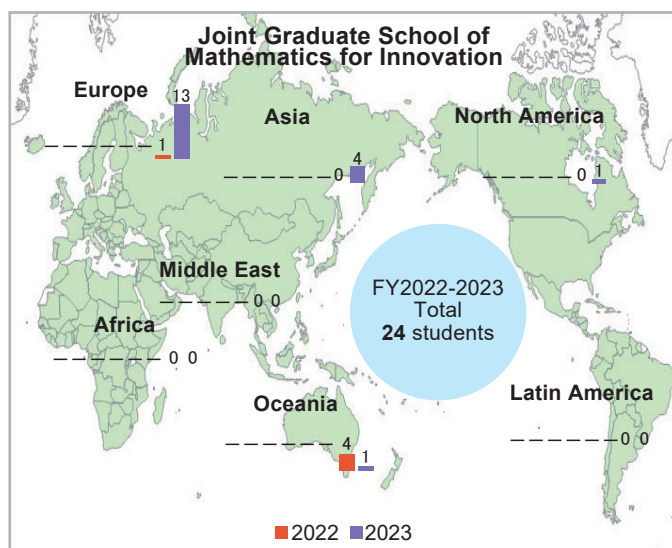 Joint Graduate School of
Mathematics for Innovation
Europe
13
1
Asia
4
0
North America
1
0
Middle East
0 0
Africa
0 0
FY2022-2023
Total
24 students
Oceania
4
1
Latin America
0 0
2022 2023